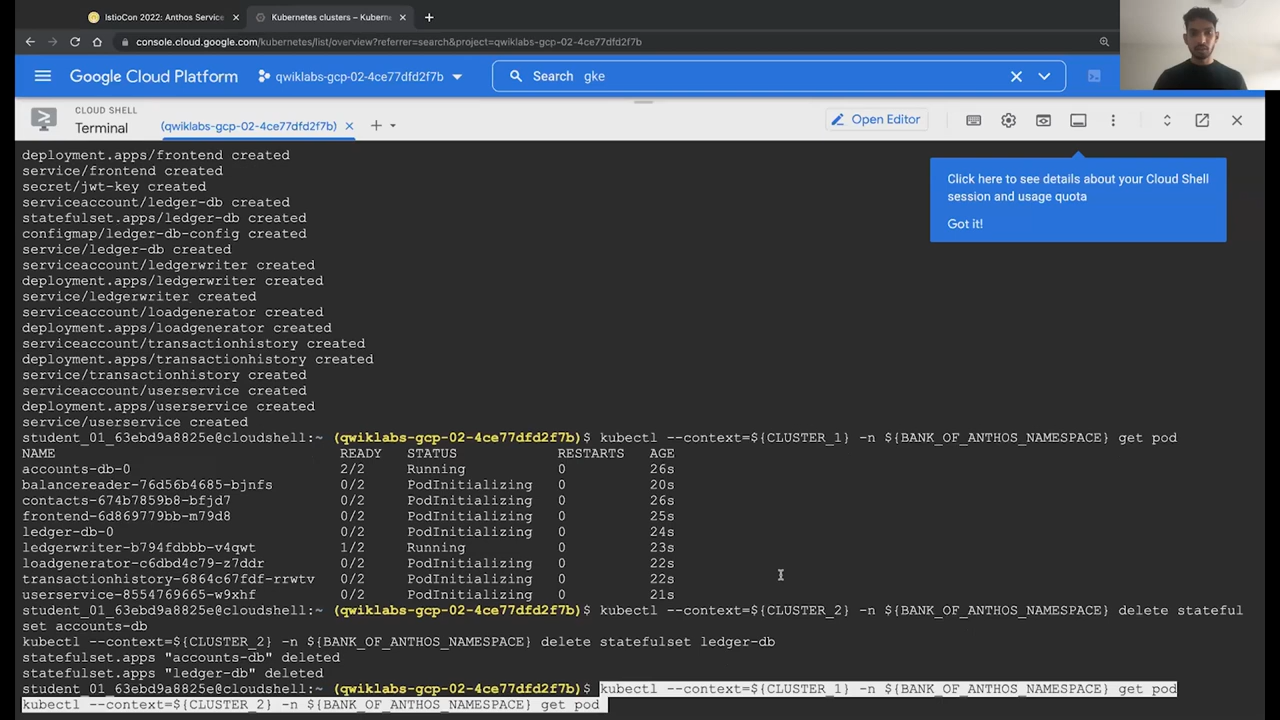 IstioCon 2022: Anthos Service
Kubernetes clusters – Kuberne
console.cloud.google.com/kubernetes/list/overview?referrer=search&project=qwiklabs-gcp-02-4ce77dfd2f7b
Google Cloud Platform
qwiklabs-gcp-02-4ce77dfd2f7b
Search gke
CLOUD SHELL
Terminal
(qwiklabs-gcp-02-4ce77dfd2f7b)
Open Editor
Click here to see details about your Cloud Shell
session and usage quota
Got it!
deployment.apps/frontend created
service/frontend created
secret/jwt-key created
serviceaccount/ledger-db created
statefulset.apps/ledger-db created
configmap/ledger-db-config created
service/ledger-db created
serviceaccount/ledgerwriter created
deployment.apps/ledgerwriter created
service/ledgerwriter created
serviceaccount/loadgenerator created
deployment.apps/loadgenerator created
serviceaccount/transactionhistory created
deployment.apps/transactionhistory created
service/transactionhistory created
serviceaccount/userservice created
deployment.apps/userservice created
service/userservice created
student_01_63ebd9a8825e@cloudshell:~ (qwiklabs-gcp-02-4ce77dfd2f7b)$ kubectl --context=${CLUSTER_1} -n ${BANK_OF_ANTHOS_NAMESPACE} get pod
NAME READY STATUS RESTARTS AGE
accounts-db-0 2/2 Running 0 26s
balancereader-76d56b4685-bjnfs 0/2 PodInitializing 0 20s
contacts-674b7859b8-bfjd7 0/2 PodInitializing 0 26s
frontend-6d869779bb-m79d8 0/2 PodInitializing 0 25s
ledger-db-0 0/2 PodInitializing 0 24s
ledgerwriter-b794fdbbb-v4qwt 1/2 Running 0 23s
loadgenerator-c6dbd4c79-z7ddr 0/2 PodInitializing 0 22s
transactionhistory-6864c67fdf-rrwtv 0/2 PodInitializing 0 22s
userservice-8554769665-w9xhf 0/2 PodInitializing 0 21s
student_01_63ebd9a8825e@cloudshell:~ (qwiklabs-gcp-02-4ce77dfd2f7b)$ kubectl --context=${CLUSTER_2} -n ${BANK_OF_ANTHOS_NAMESPACE} delete stateful
set accounts-db
kubectl --context=${CLUSTER_2} -n ${BANK_OF_ANTHOS_NAMESPACE} delete statefulset ledger-db
statefulset.apps "accounts-db" deleted
statefulset.apps "ledger-db" deleted
student_01_63ebd9a8825e@cloudshell:~ (qwiklabs-gcp-02-4ce77dfd2f7b)$ kubectl --context=${CLUSTER_1} -n ${BANK_OF_ANTHOS_NAMESPACE} get pod
kubectl --context=${CLUSTER_2} -n ${BANK_OF_ANTHOS_NAMESPACE} get pod